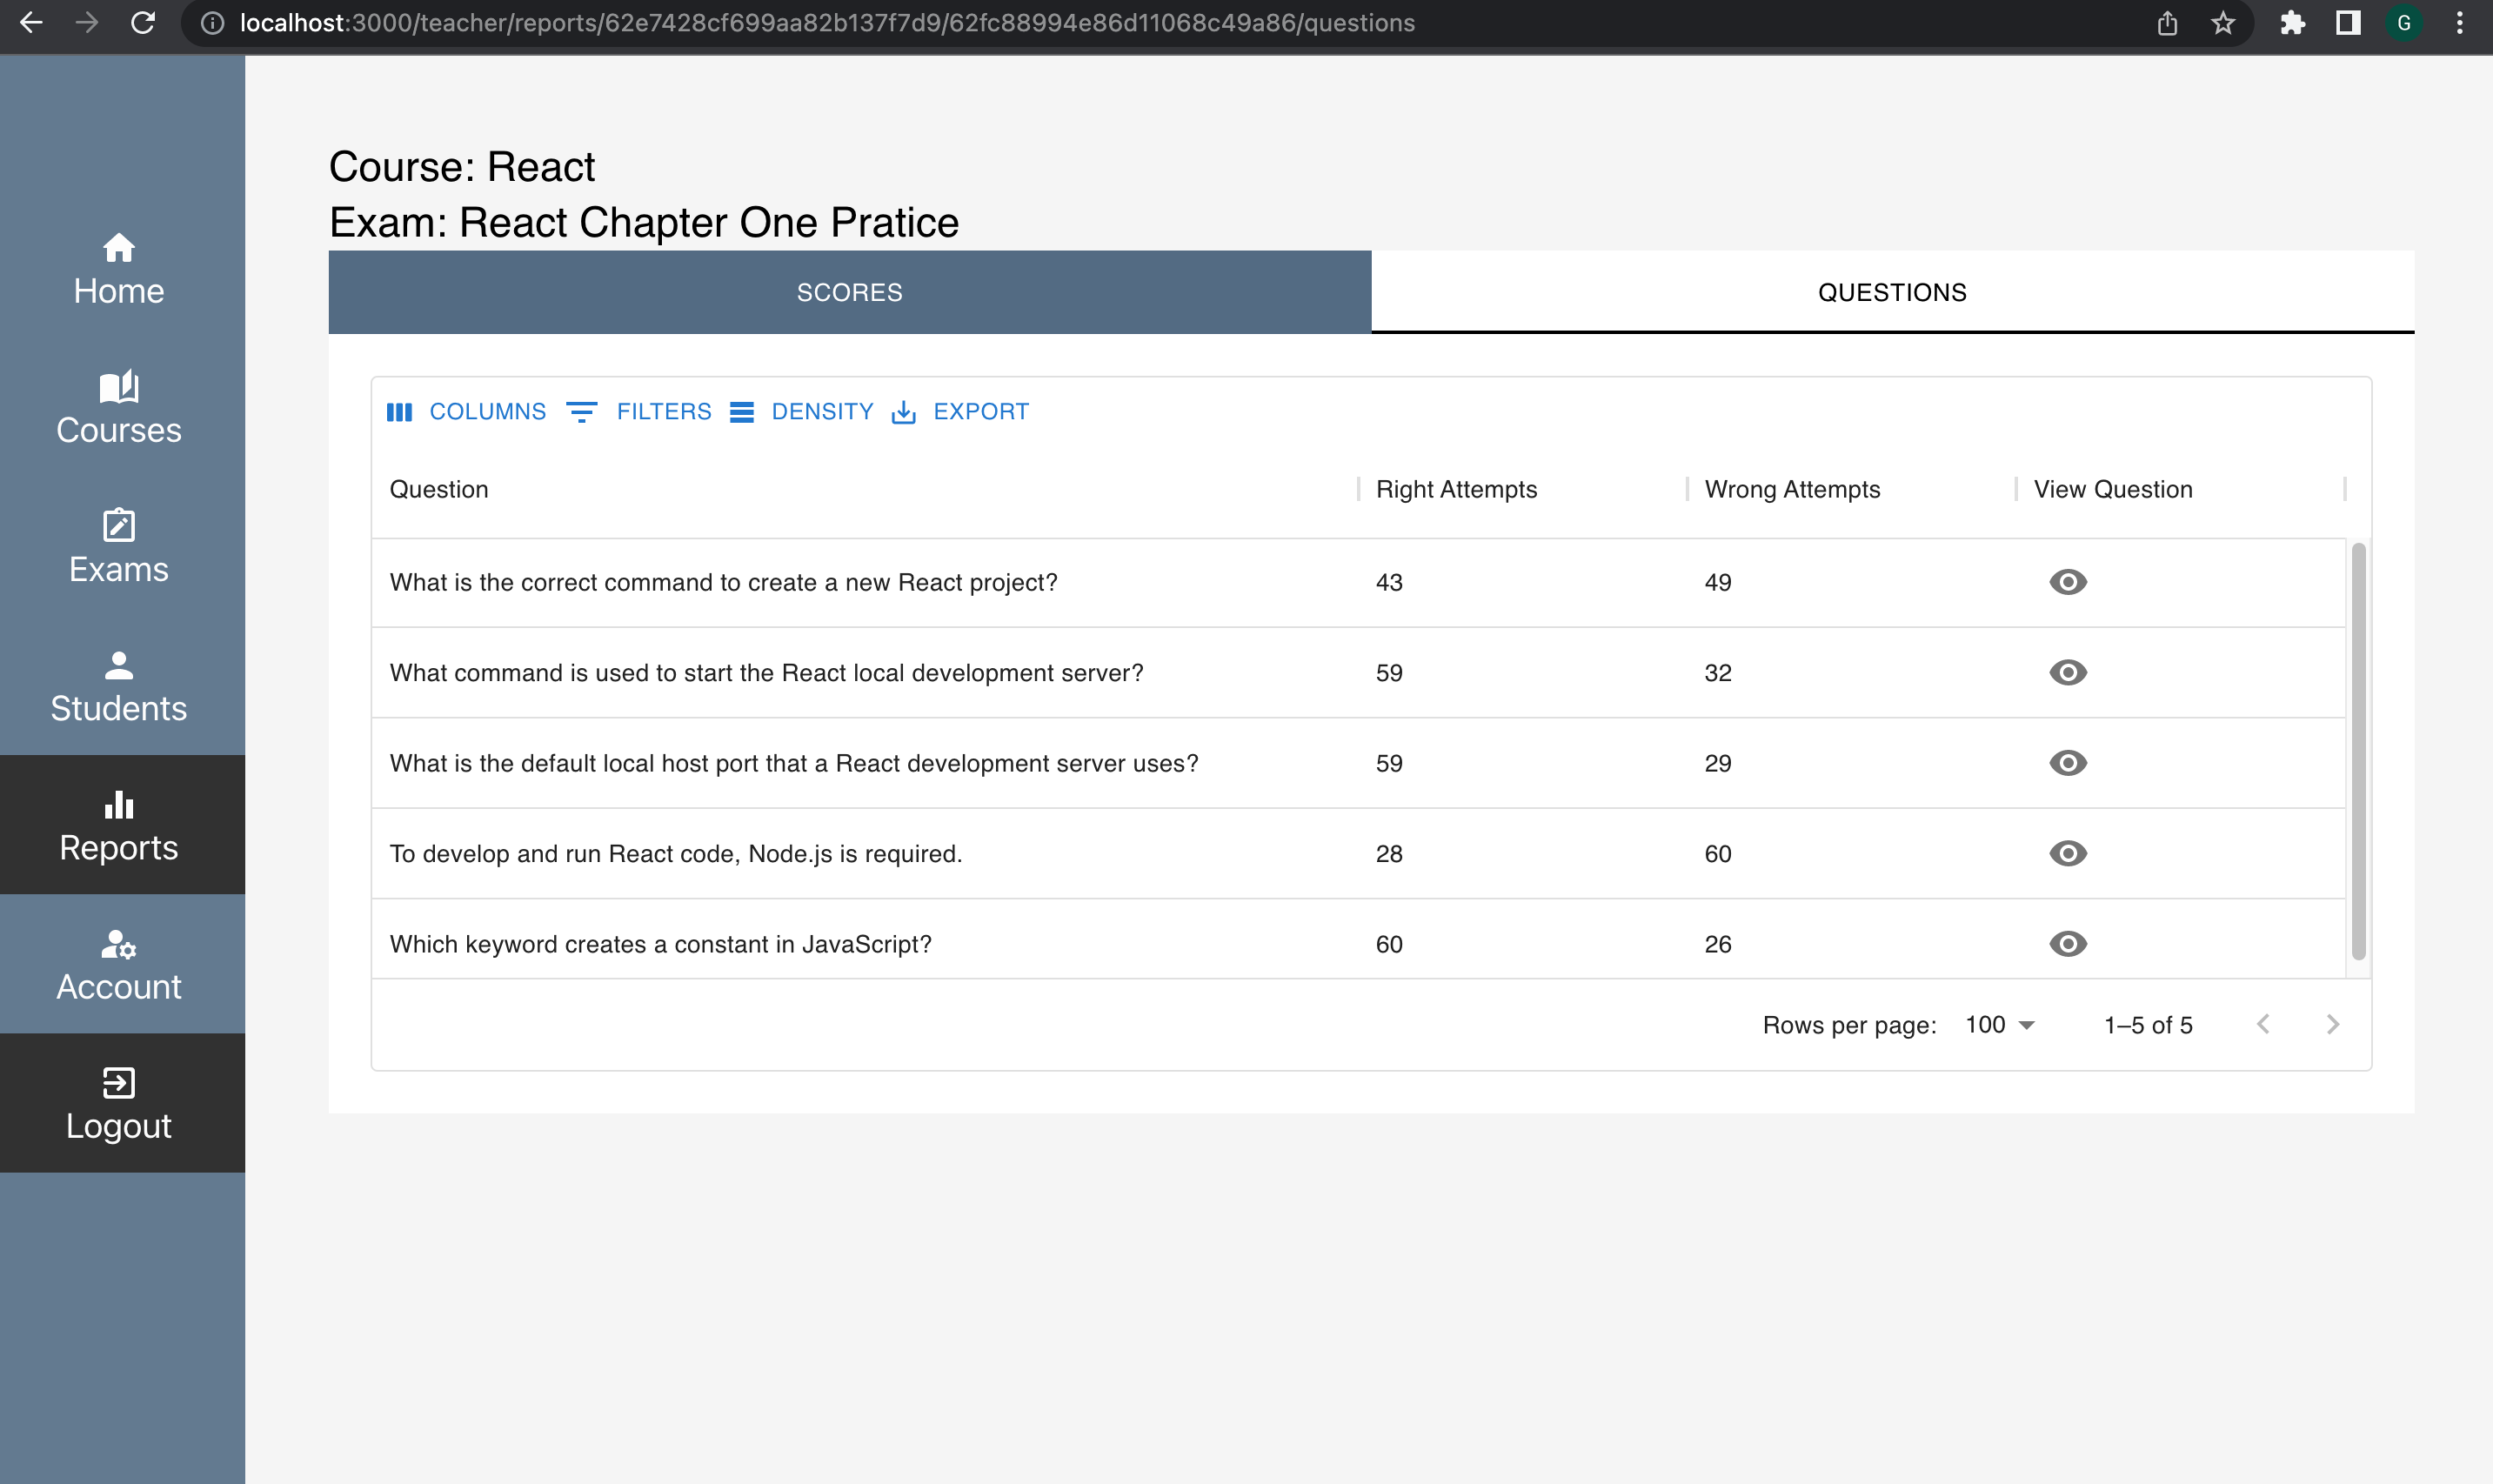 localhost:3000/teacher/reports/62e7428cf699aa82b137f7d9/62fc88994e86d11068c49a86/questions
G
Home
Courses
Exams
Students
Reports
Account
Logout
Course: React
Exam: React Chapter One Pratice
SCORES QUESTIONS
COLUMNS FILTERS DENSITY EXPORT
Question Right Attempts Wrong Attempts View Question
What is the correct command to create a new React project? 43 49
What command is used to start the React local development server? 59 32
What is the default local host port that a React development server uses? 59 29
To develop and run React code, Node.js is required. 28 60
Which keyword creates a constant in JavaScript? 60 26
Rows per page: 100 1–5 of 5